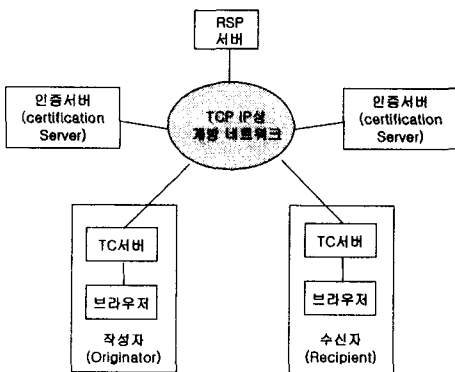 RSP
서버
인증서버
(certification
Server)
TCP IP상
개방 네트워크
인증서버
(certification
Server)
TC서버
브라우저
작성자
(Originator)
TC서버
브라우저
수신자
(Recipient)